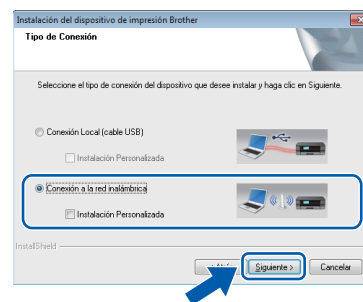 Instalación del dispositivo de impresión Brother
Tipo de Conexión
Seleccione el tipo de conexión del dispositivo que desee instalar y haga clic en Siguiente.
Conexión Local (cable USB)
Instalación Personalizada
Conexión a la red inalámbrica
Instalación Personalizada
InstallShield
Siguiente > Cancelar